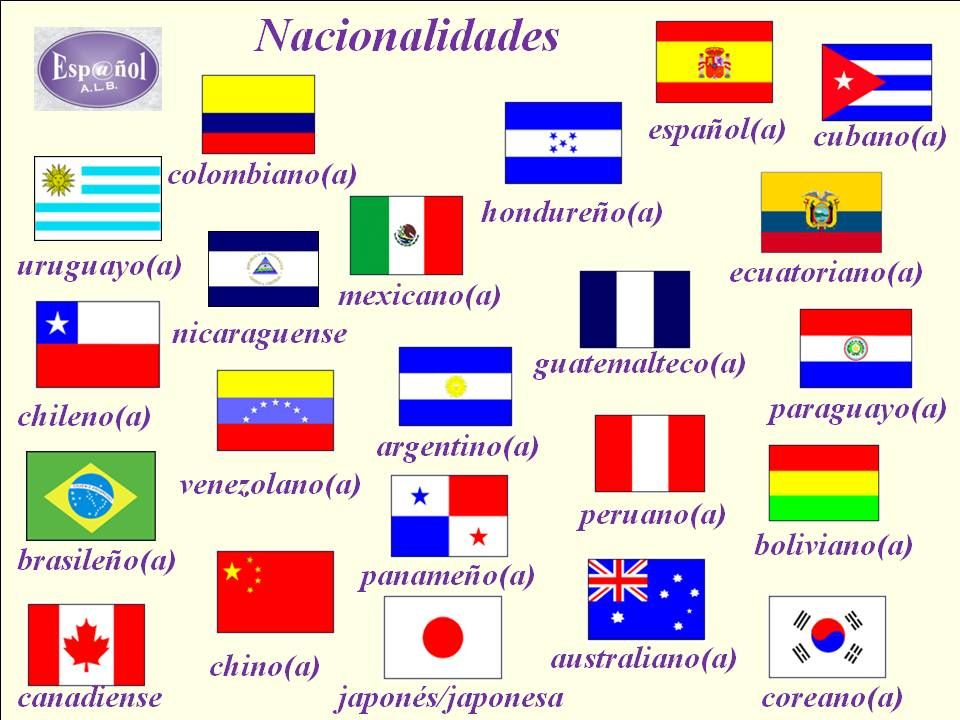 Nacionalidades
Esp@ñol
A.L.B.
español(a)
cubano(a)
colombiano(a)
hondureño(a)
uruguayo(a)
ecuatoriano(a)
mexicano(a)
nicaraguense
guatemalteco(a)
chileno(a)
paraguayo(a)
argentino(a)
venezolano(a)
peruano(a)
boliviano(a)
brasileño(a)
panameño(a)
chino(a)
australiano(a)
canadiense
japonés/japonesa
coreano(a)